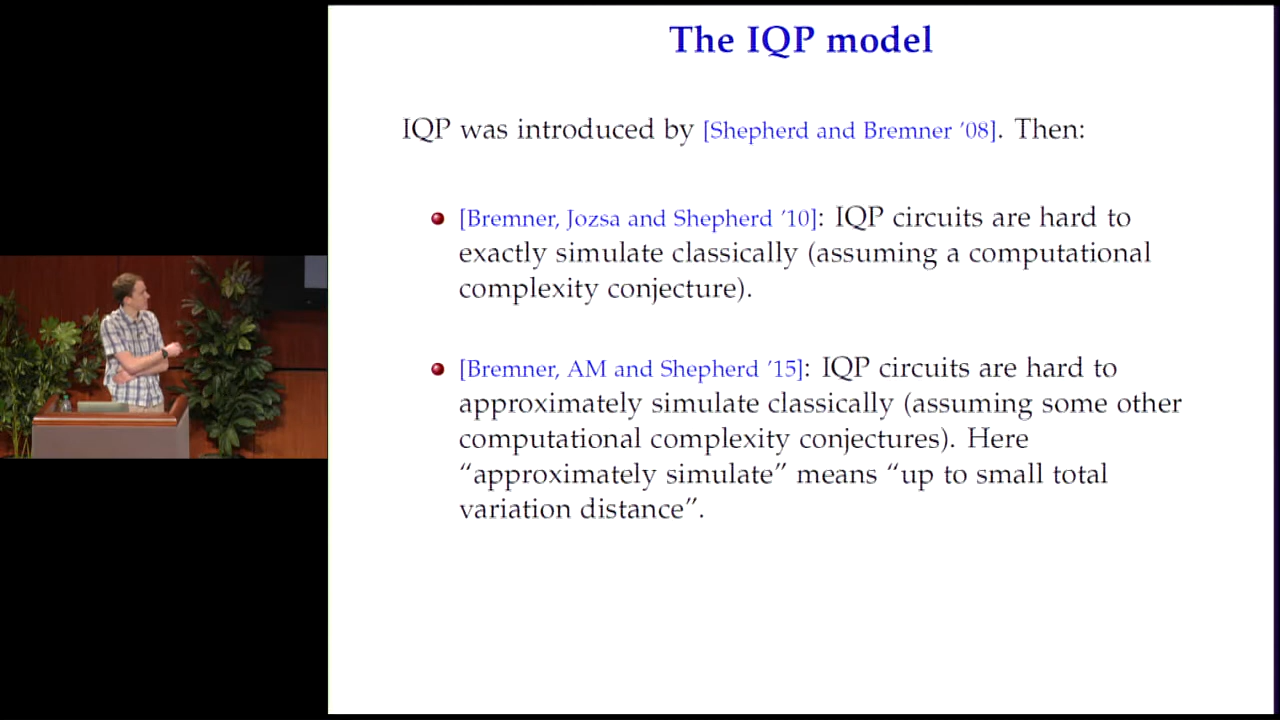 The IQP model
IQP was introduced by [Shepherd and Bremner '08]. Then:
[Bremner, Jozsa and Shepherd '10]: IQP circuits are hard to
exactly simulate classically (assuming a computational
complexity conjecture).
[Bremner, AM and Shepherd '15]: IQP circuits are hard to
approximately simulate classically (assuming some other
computational complexity conjectures). Here
“approximately simulate” means “up to small total
variation distance”.